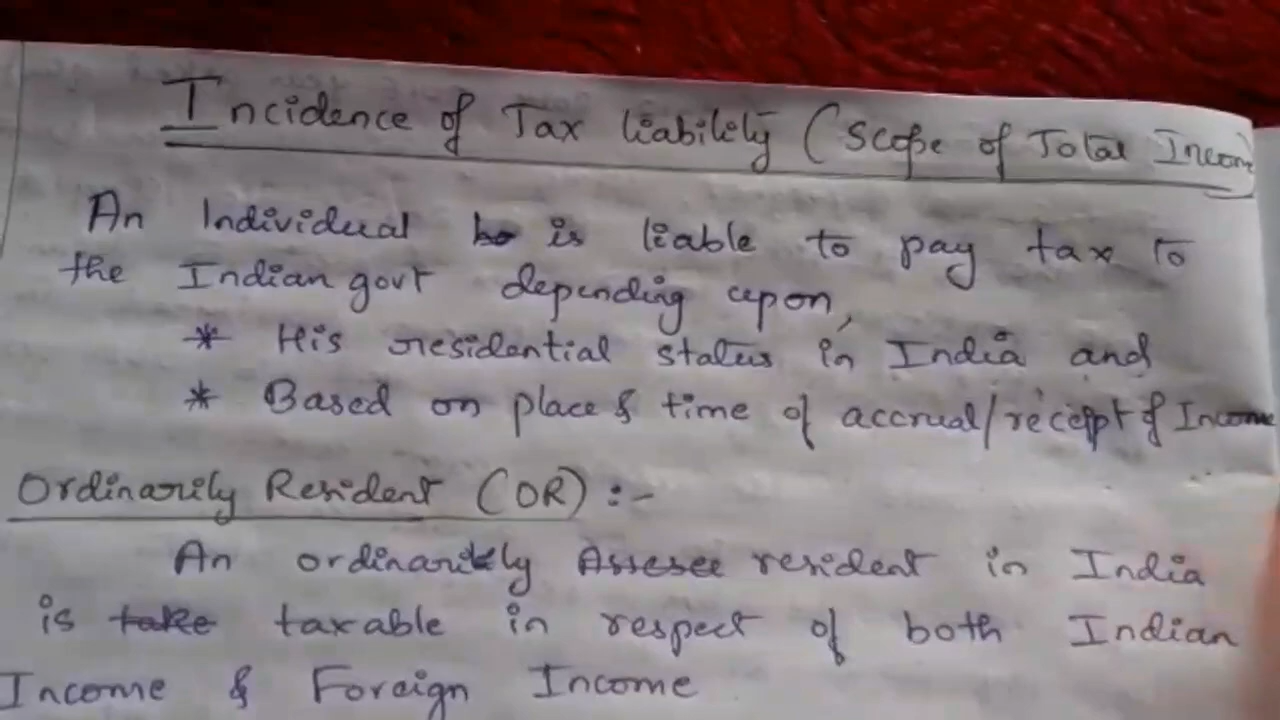 Incidence of Tax liability (Scope of Total Income)
An Individual is liable to pay tax to
the Indian govt depending upon,
* His residential status in India and
* Based on place & time of accrual/receipt of Income
Ordinarily Resident (OR) :-
An ordinarily Assesee resident in India
is take taxable in respect of both Indian
Income & Foreign Income